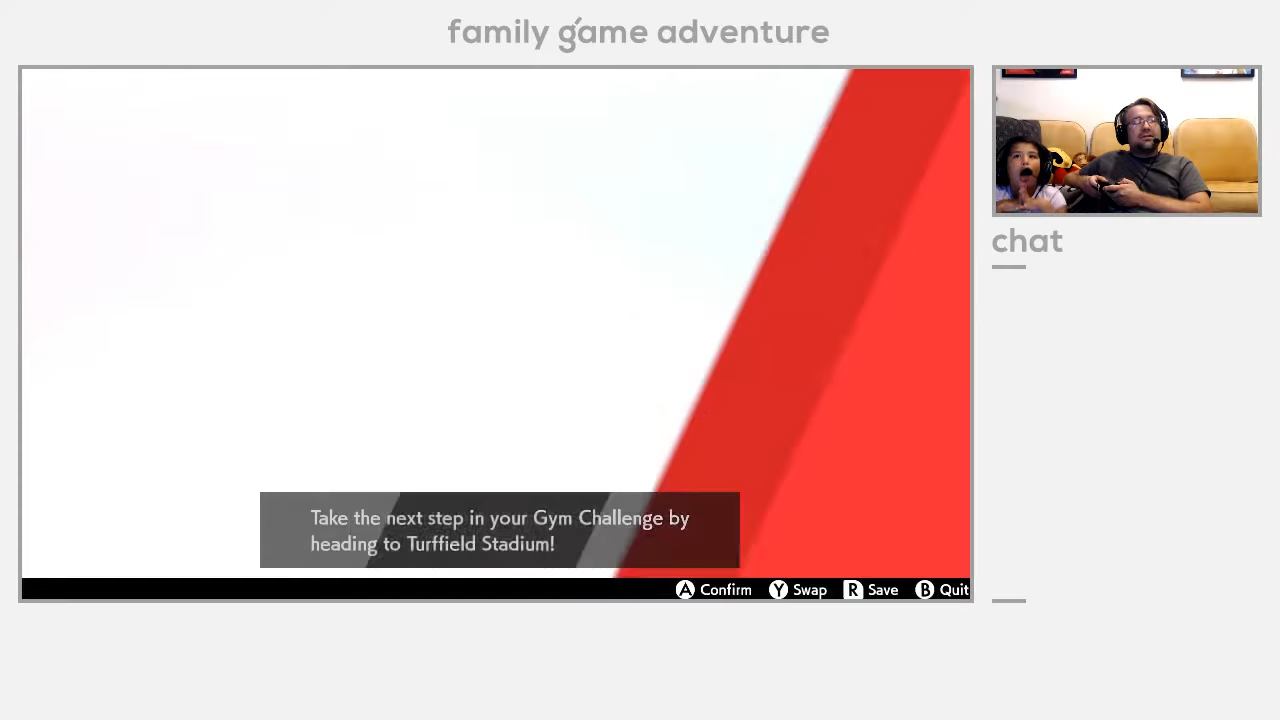 family game adventure
chat
Take the next step in your Gym Challenge by
heading to Turffield Stadium!
A Confirm Y Swap R Save B Quit